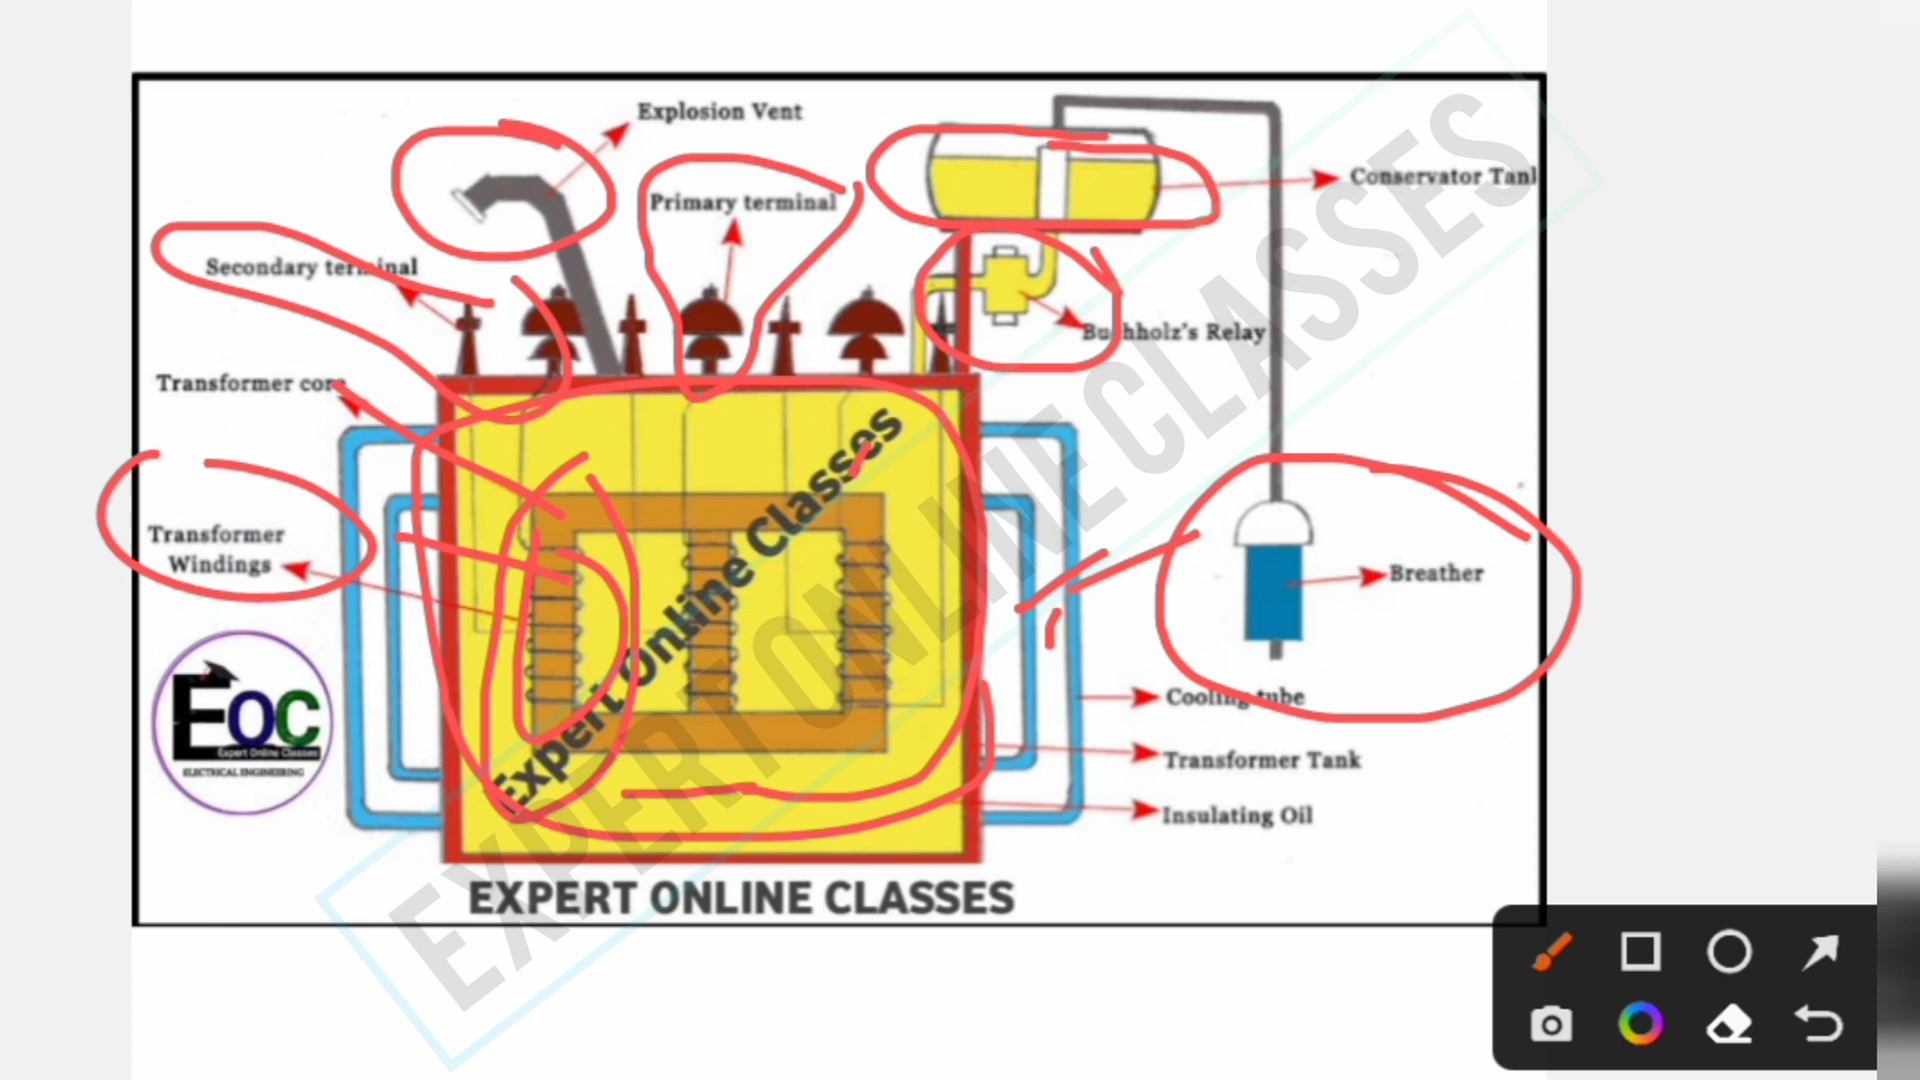 Explosion Vent
Primary terminal
Conservator Tank
Secondary terminal
Buchholz's Relay
Transformer core
Transformer
Windings
Breather
Cooling tube
Transformer Tank
Insulating Oil
Expert Online Classes
EOC
Expert Online Classes
ELECTRICAL ENGINEERING
EXPERT ONLINE CLASSES
EXPERT ONLINE CLASSES